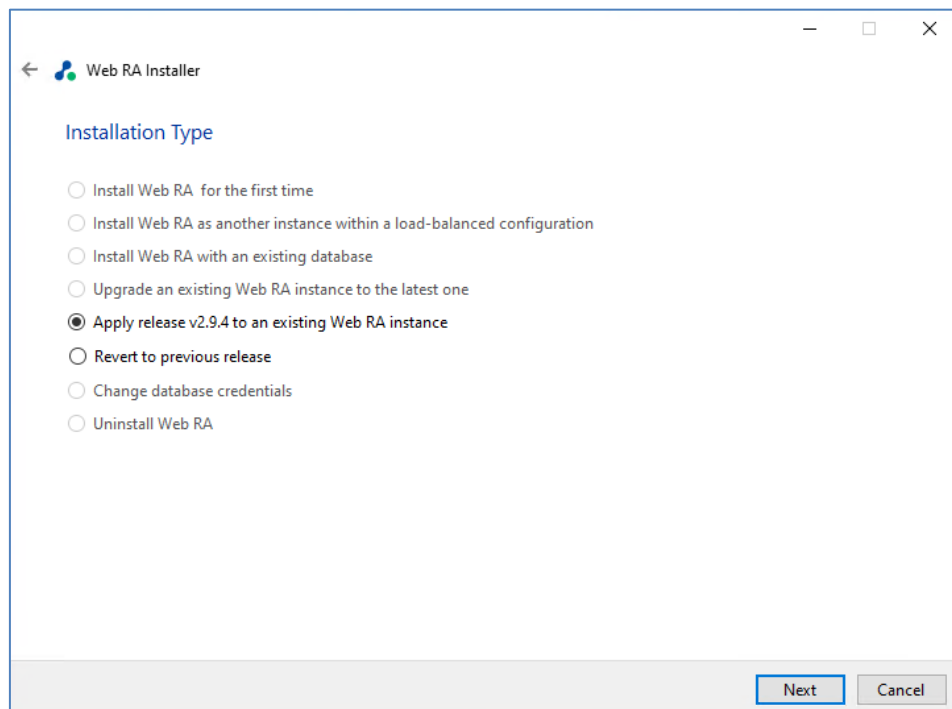 Web RA Installer
Installation Type
Install Web RA  for the first time
Install Web RA as another instance within a load-balanced configuration
Install Web RA with an existing database
Upgrade an existing Web RA instance to the latest one
Apply release v2.9.4 to an existing Web RA instance
Revert to previous release
Change database credentials
Uninstall Web RA
Next Cancel